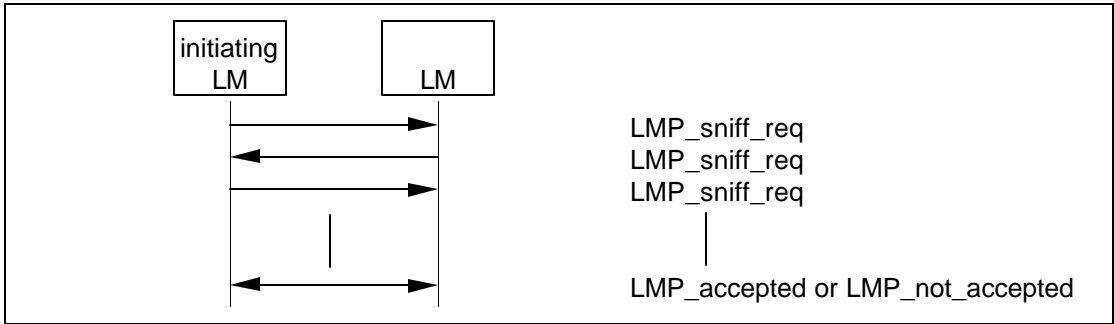 initiating
LM
LM
LMP_sniff_req
LMP_sniff_req
LMP_sniff_req
LMP_accepted or LMP_not_accepted